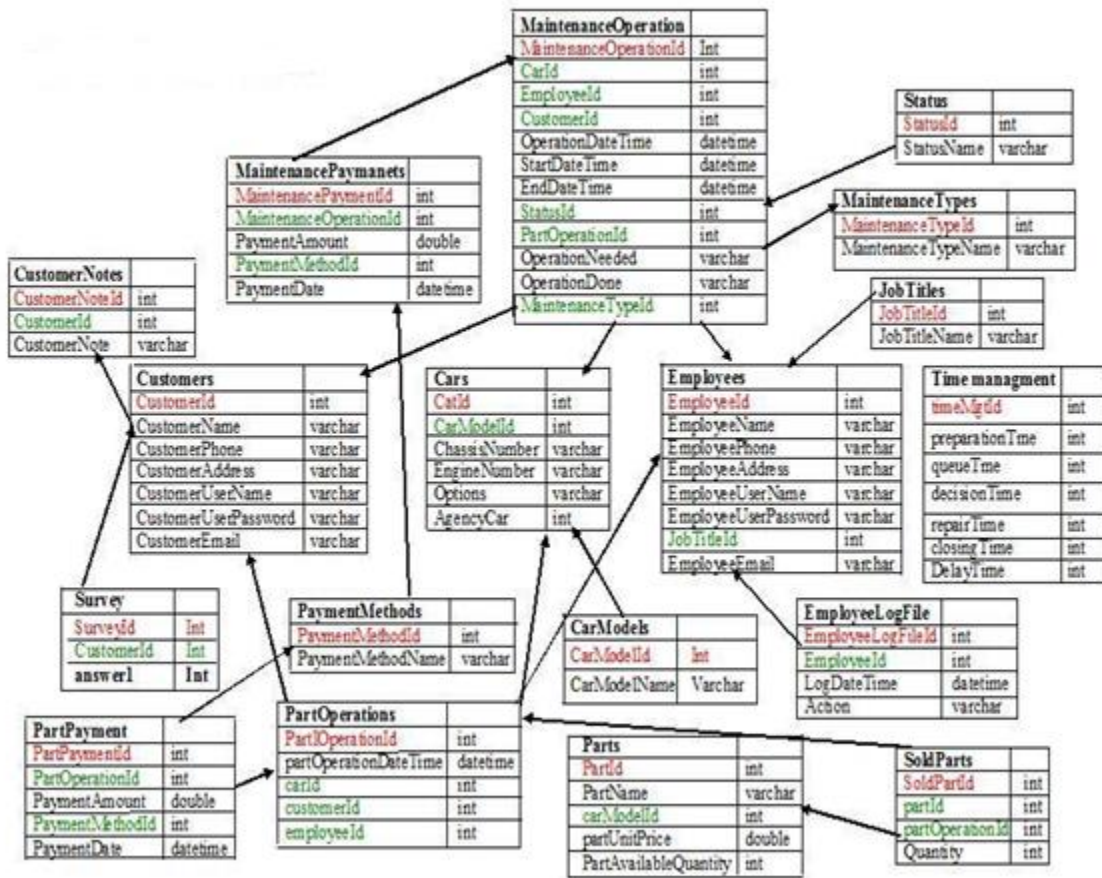 MaintenanceOperation
MaintenanceOperationId Int
CarId int
EmployeeId int
CustomerId int
OperationDateTime datetime
StartDateTime datetime
EndDateTime datetime
StatusId int
PartOperationId int
OperationNeeded varchar
OperationDone varchar
MaintenanceTypeId int
Status
StatusId int
StatusName varchar
MaintenancePaymanets
MaintenancePaymentId int
MaintenanceOperationId int
PaymentAmount double
PaymentMethodId int
PaymentDate datetime
MaintenanceTypes
MaintenanceTypeId int
MaintenanceTypeName varchar
CustomerNotes
CustomerNoteId int
CustomerId int
CustomerNote varchar
JobTitles
JobTitleId int
JobTitleName varchar
Customers
CustomerId int
CustomerName varchar
CustomerPhone varchar
CustomerAddress varchar
CustomerUserName varchar
CustomerUserPassword varchar
CustomerEmail varchar
Cars
CatId int
CarModelId int
ChassisNumber varchar
EngineNumber varchar
Options varchar
AgencyCar int
Employees
EmployeeId int
EmployeeName varchar
EmployeePhone varchar
EmployeeAddress varchar
EmployeeUserName varchar
EmployeeUserPassword varchar
JobTitleId int
EmployeeEmail varchar
Time managment
timeMgtId int
preparationTme int
queueTme int
decisionTime int
repairTime int
closingTime int
DelayTime int
Survey
SurveyId Int
CustomerId Int
answer1 Int
PaymentMethods
PaymentMethodId int
PaymentMethodName varchar
CarModels
CarModelId Int
CarModelName Varchar
EmployeeLogFile
EmployeeLogFileId int
EmployeeId int
LogDateTime datetime
Action varchar
PartPayment
PartPaymentId int
PartOperationId int
PaymentAmount double
PaymentMethodId int
PaymentDate datetime
PartOperations
PartlOperationId int
partOperationDateTime datetime
carId int
customerId int
employeeId int
Parts
PartId int
PartName varchar
carModelId int
partUnitPrice double
PartAvailableQuantity int
SoldParts
SoldPartId int
partId int
partOperationId int
Quantity int